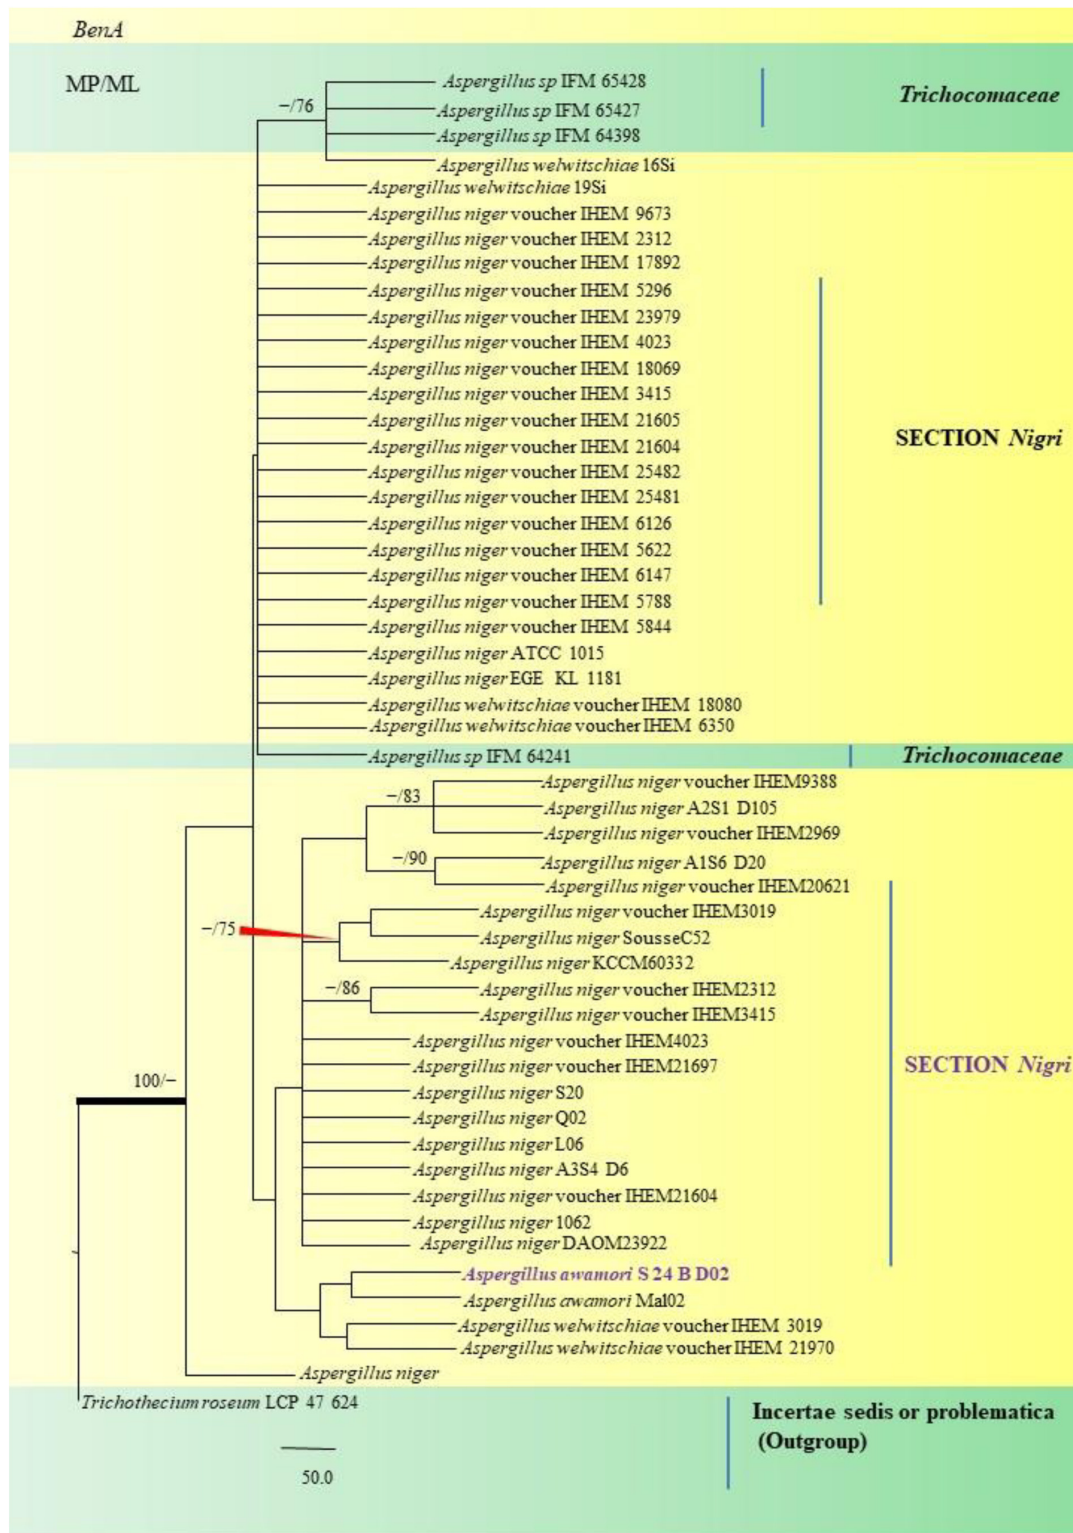 BenA
MP/ML
−/76
Aspergillus sp IFM 65428
Aspergillus sp IFM 65427
Aspergillus sp IFM 64398
Trichocomaceae
Aspergillus welwitschiae 16Si
Aspergillus welwitschiae 19Si
Aspergillus niger voucher IHEM 9673
Aspergillus niger voucher IHEM 2312
Aspergillus niger voucher IHEM 17892
Aspergillus niger voucher IHEM 5296
Aspergillus niger voucher IHEM 23979
Aspergillus niger voucher IHEM 4023
Aspergillus niger voucher IHEM 18069
Aspergillus niger voucher IHEM 3415
Aspergillus niger voucher IHEM 21605
Aspergillus niger voucher IHEM 21604
SECTION Nigri
Aspergillus niger voucher IHEM 25482
Aspergillus niger voucher IHEM 25481
Aspergillus niger voucher IHEM 6126
Aspergillus niger voucher IHEM 5622
Aspergillus niger voucher IHEM 6147
Aspergillus niger voucher IHEM 5788
Aspergillus niger voucher IHEM 5844
Aspergillus niger ATCC 1015
Aspergillus niger EGE KL 1181
Aspergillus welwitschiae voucher IHEM 18080
Aspergillus welwitschiae voucher IHEM 6350
Aspergillus sp IFM 64241
Trichocomaceae
Aspergillus niger voucher IHEM9388
−/83
Aspergillus niger A2S1 D105
Aspergillus niger voucher IHEM2969
−/90
Aspergillus niger A1S6 D20
Aspergillus niger voucher IHEM20621
Aspergillus niger voucher IHEM3019
−/75
Aspergillus niger SousseC52
Aspergillus niger KCCM60332
−/86
Aspergillus niger voucher IHEM2312
Aspergillus niger voucher IHEM3415
Aspergillus niger voucher IHEM4023
Aspergillus niger voucher IHEM21697
SECTION Nigri
100/−
Aspergillus niger S20
Aspergillus niger Q02
Aspergillus niger L06
Aspergillus niger A3S4 D6
Aspergillus niger voucher IHEM21604
Aspergillus niger 1062
Aspergillus niger DAOM23922
Aspergillus awamori S 24 B D02
Aspergillus awamori Mal02
Aspergillus welwitschiae voucher IHEM 3019
Aspergillus welwitschiae voucher IHEM 21970
Aspergillus niger
Trichothecium roseum LCP 47 624
Incertae sedis or problematica
(Outgroup)
50.0